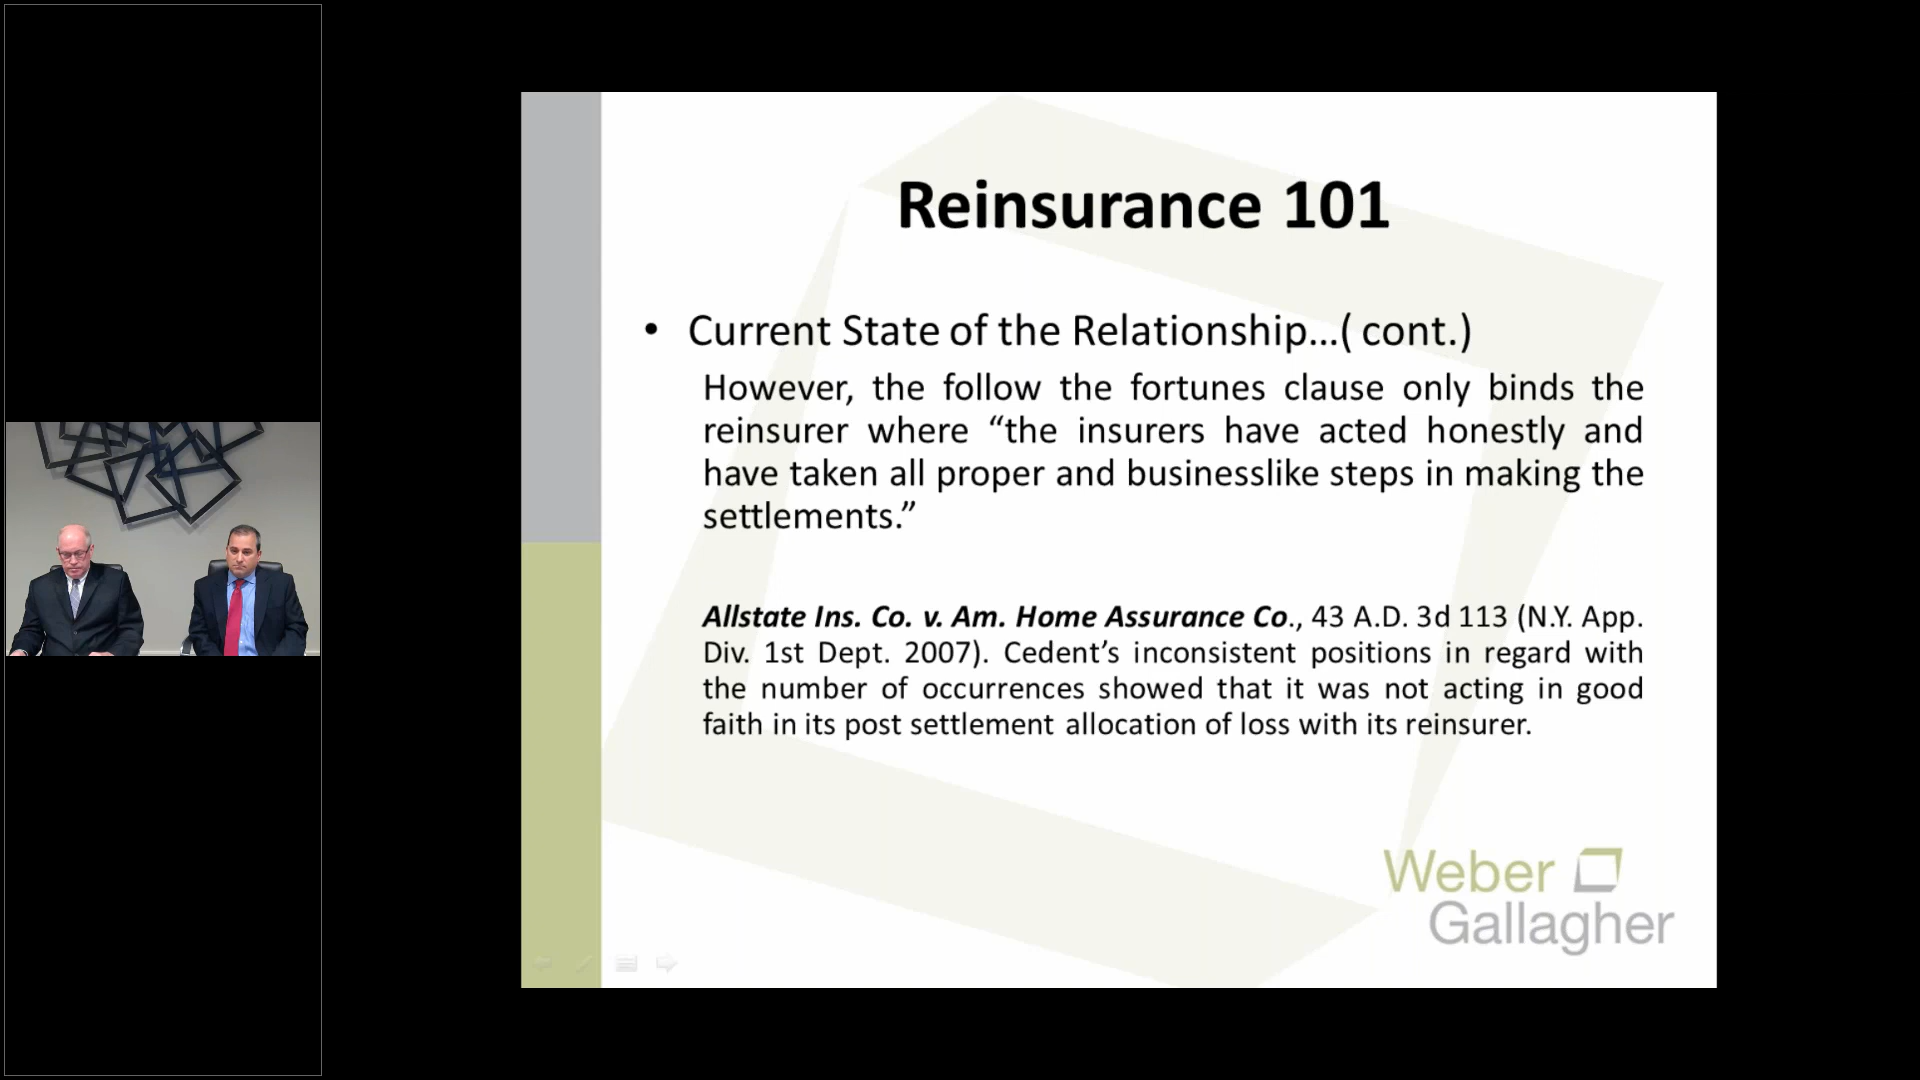 Reinsurance 101
• Current State of the Relationship...( cont.)
However, the follow the fortunes clause only binds the
reinsurer where “the insurers have acted honestly and
have taken all proper and businesslike steps in making the
settlements.”
Allstate Ins. Co. v. Am. Home Assurance Co., 43 A.D. 3d 113 (N.Y. App.
Div. 1st Dept. 2007). Cedent’s inconsistent positions in regard with
the number of occurrences showed that it was not acting in good
faith in its post settlement allocation of loss with its reinsurer.
Weber
Gallagher